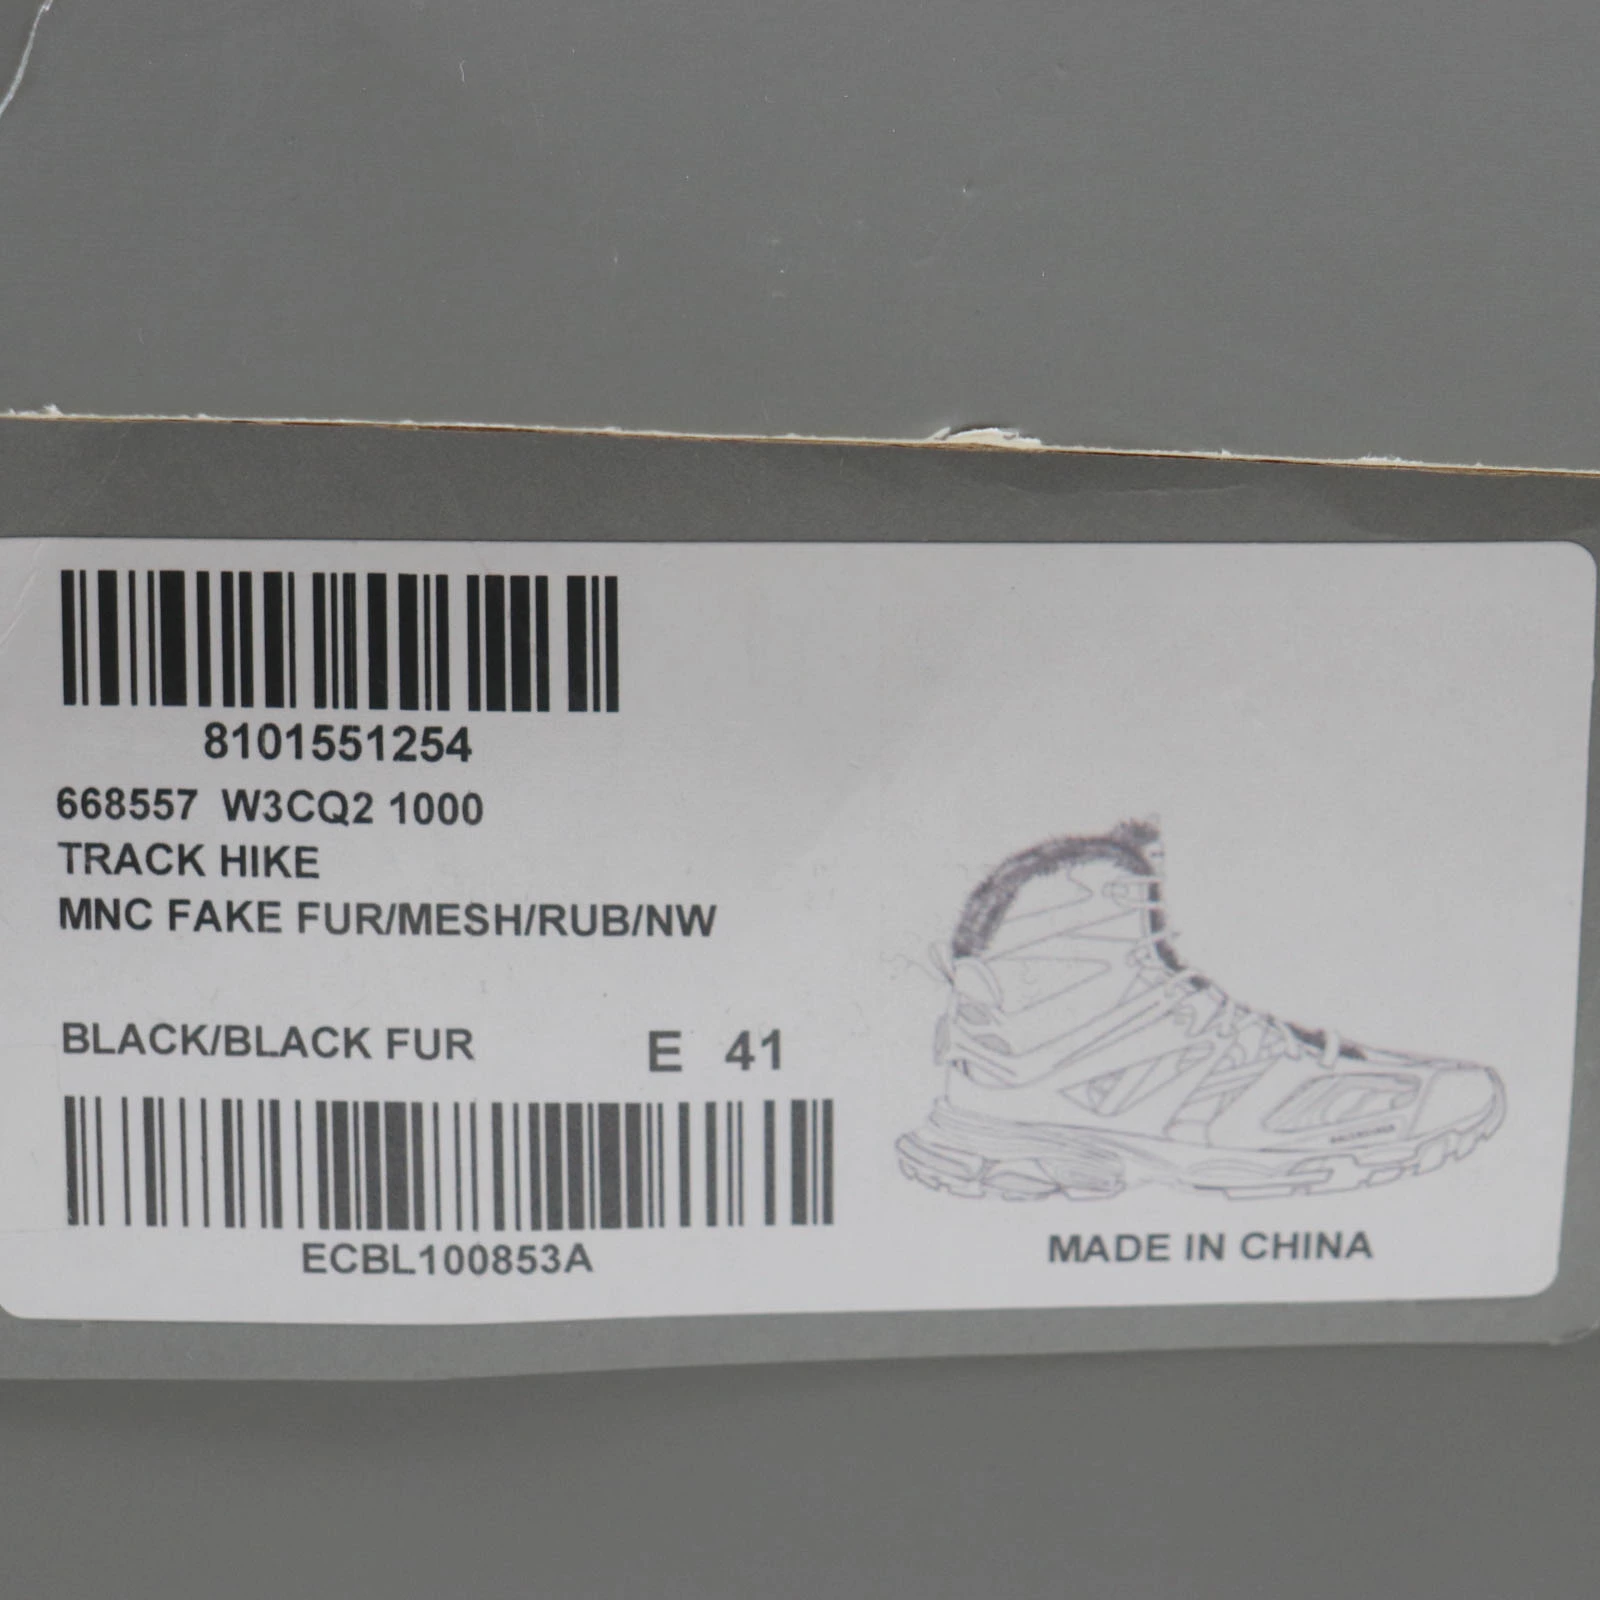 8101551254
668557 W3CQ2 1000
TRACK HIKE
MNC FAKE FUR/MESH/RUB/NW
BLACK/BLACK FUR E 41
ECBL100853A
MADE IN CHINA